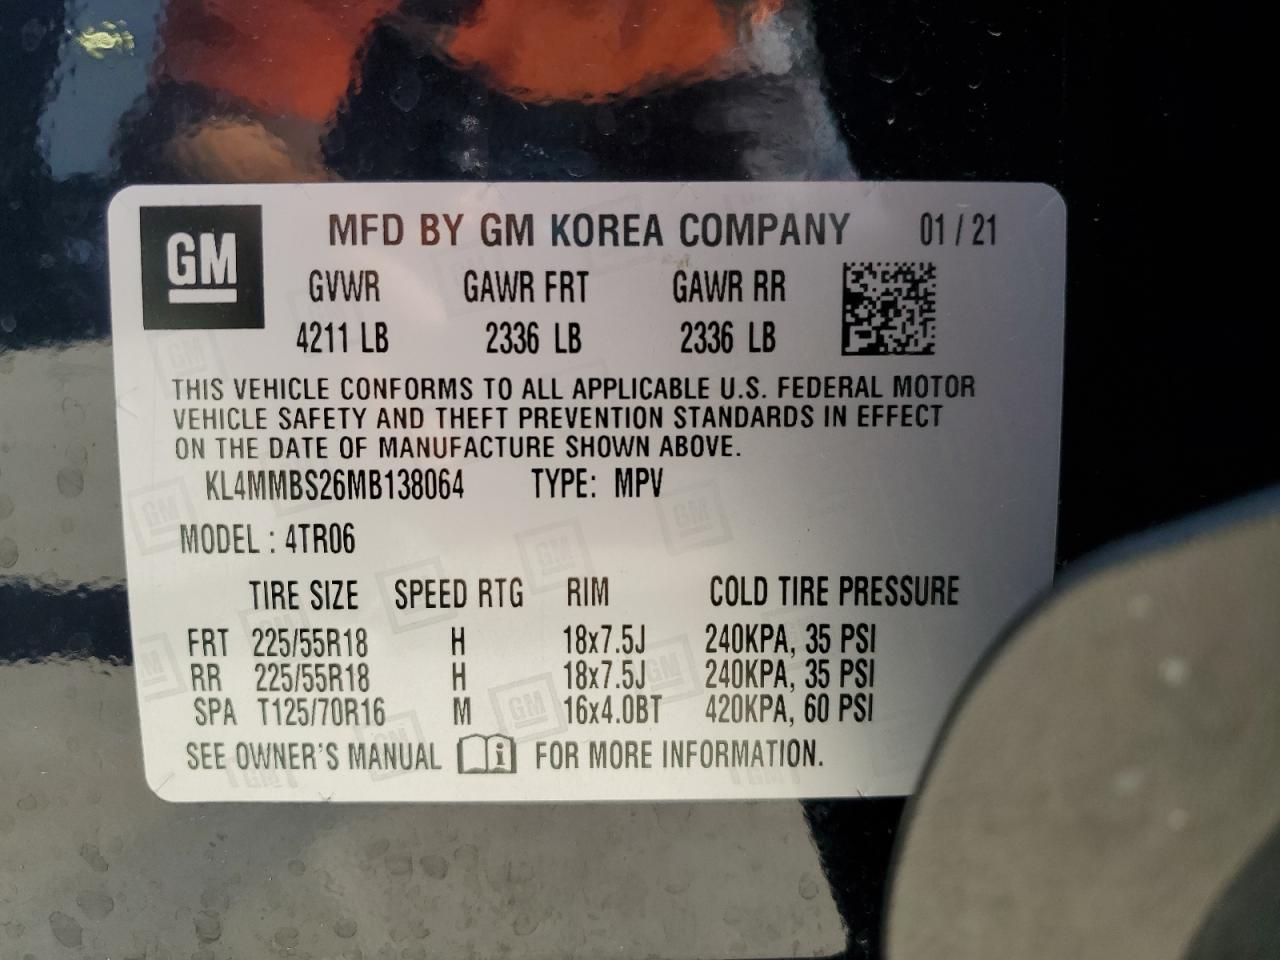 GM MFD BY GM KOREA COMPANY 01 / 21
GVWR GAWR FRT GAWR RR
4211 LB 2336 LB 2336 LB
THIS VEHICLE CONFORMS TO ALL APPLICABLE U.S. FEDERAL MOTOR
VEHICLE SAFETY AND THEFT PREVENTION STANDARDS IN EFFECT
ON THE DATE OF MANUFACTURE SHOWN ABOVE.
KL4MMBS26MB138064 TYPE: MPV
MODEL : 4TR06
TIRE SIZE SPEED RTG RIM COLD TIRE PRESSURE
FRT 225/55R18 H 18x7.5J 240KPA, 35 PSI
RR 225/55R18 H 18x7.5J 240KPA, 35 PSI
SPA T125/70R16 M 16x4.0BT 420KPA, 60 PSI
SEE OWNER'S MANUAL i FOR MORE INFORMATION.